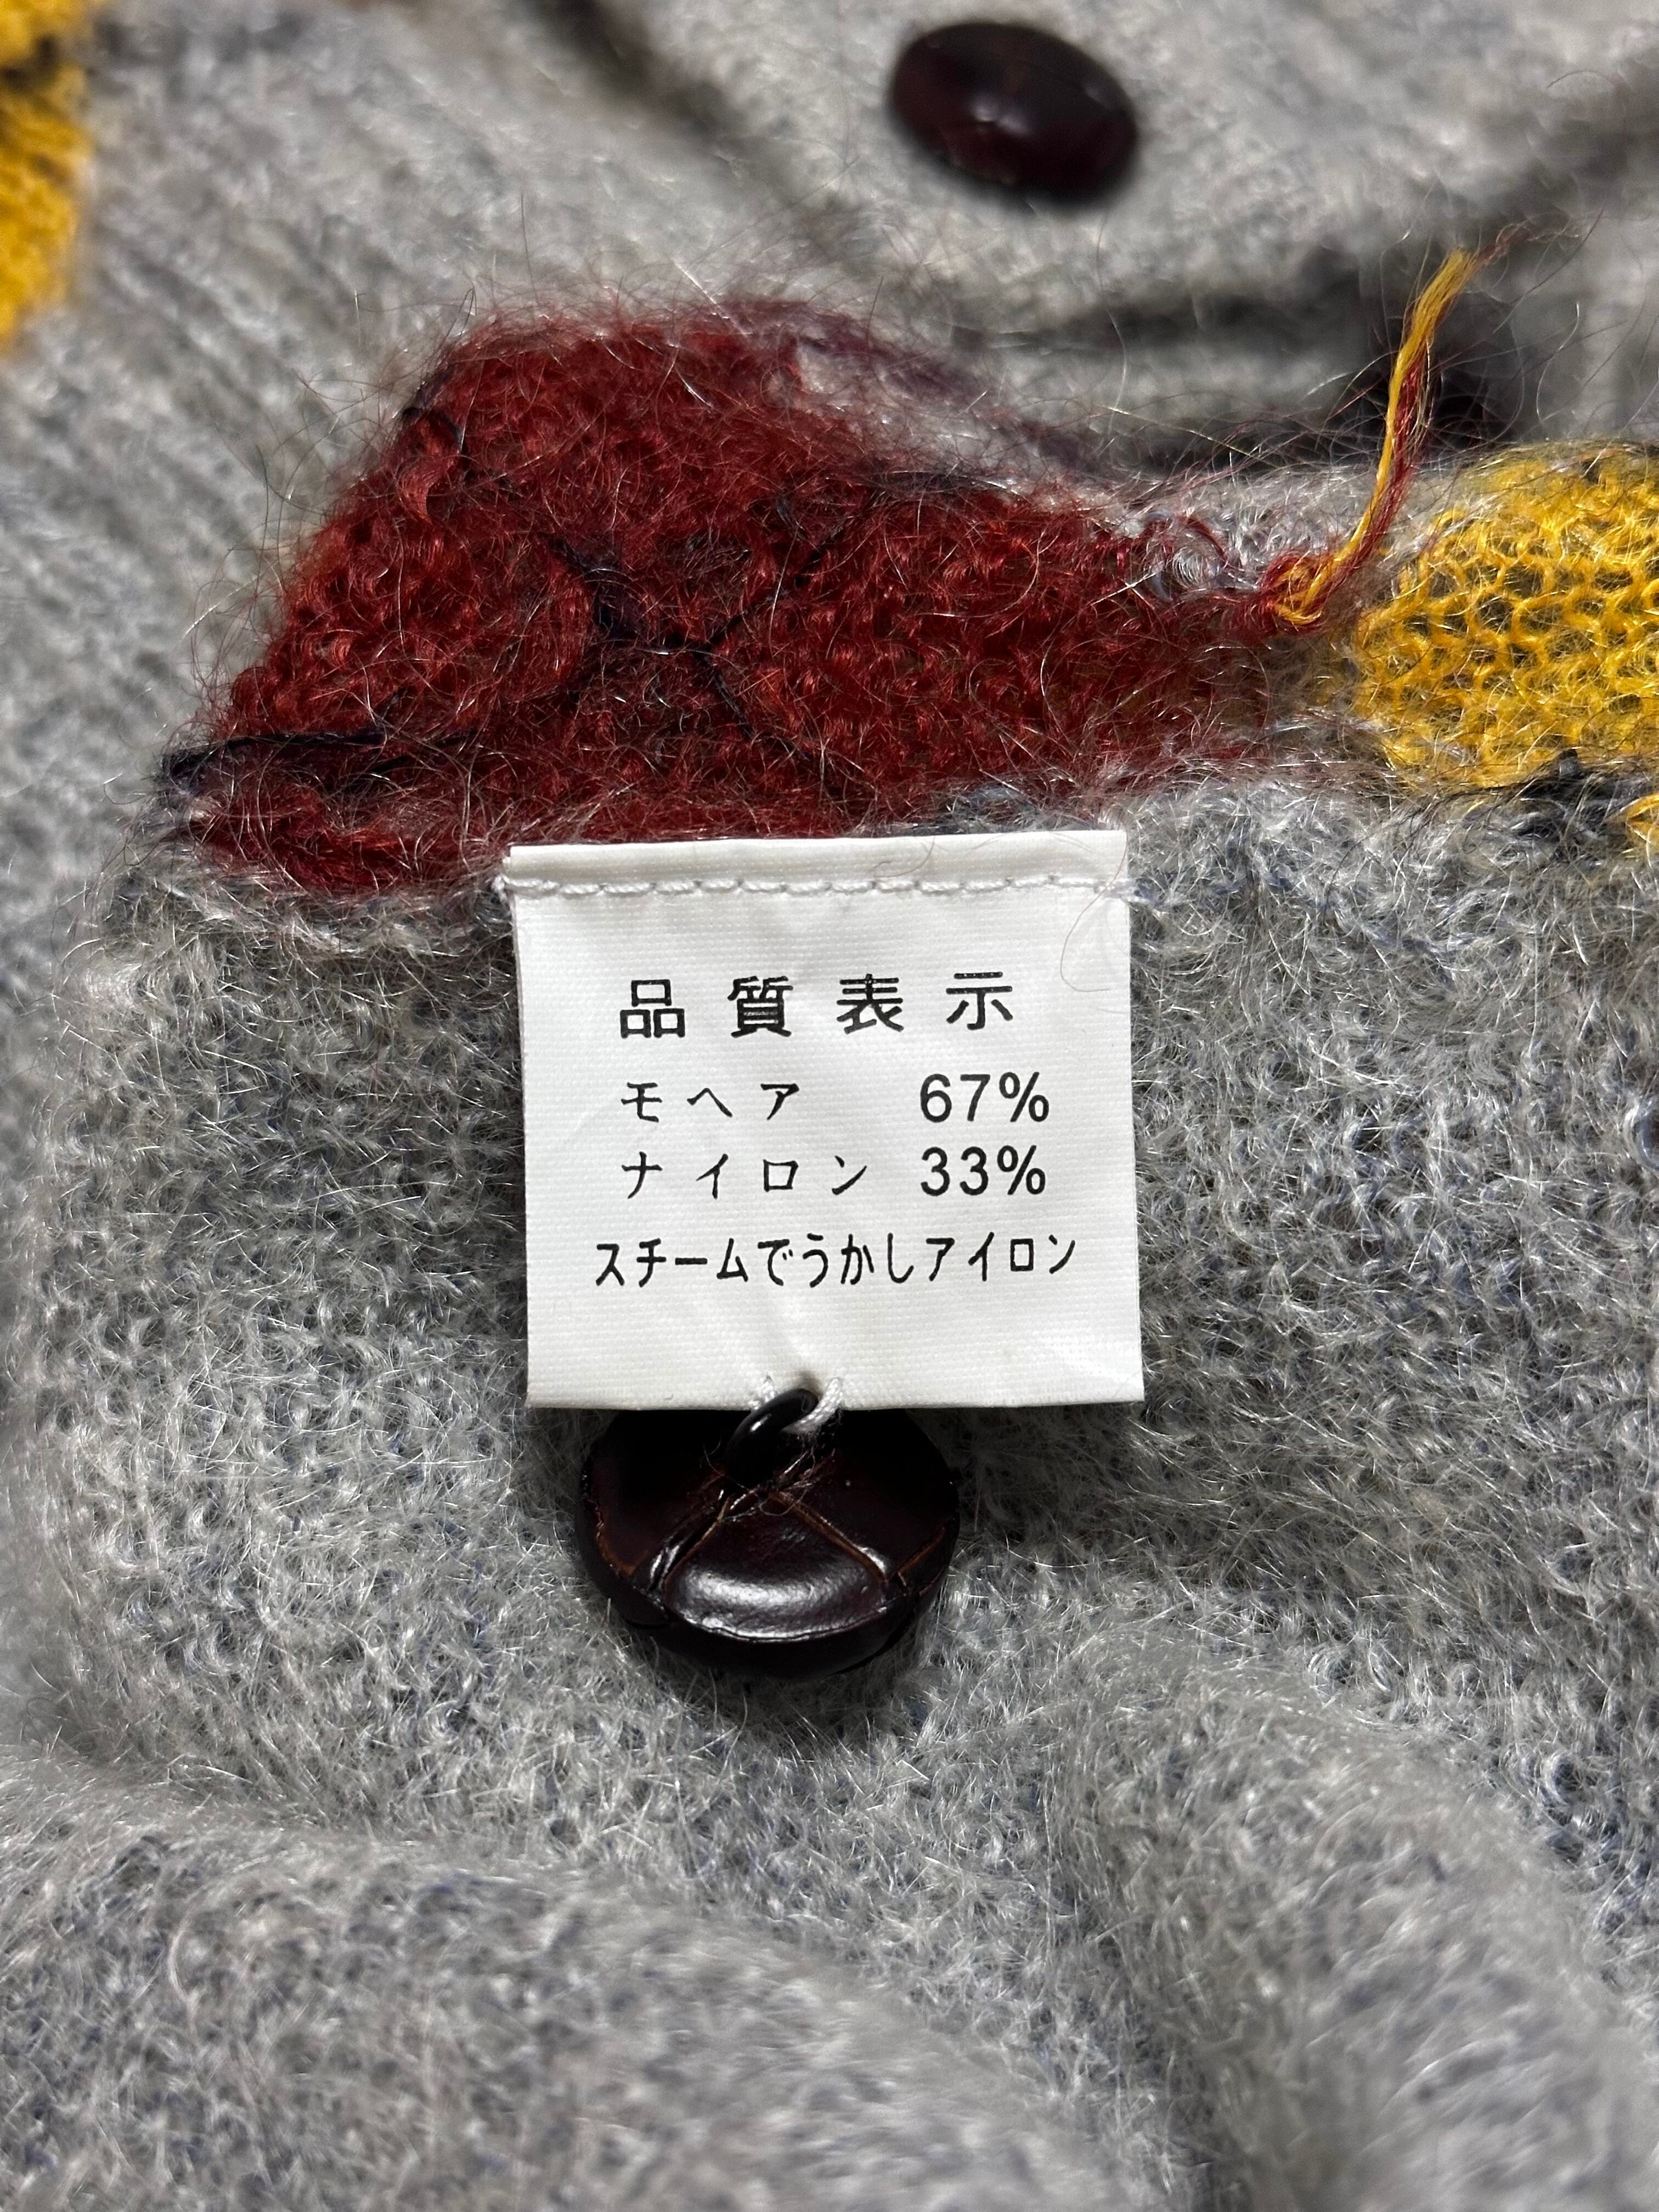 品質表示
モヘア 67%
ナイロン 33%
スチームでうかしアイロン